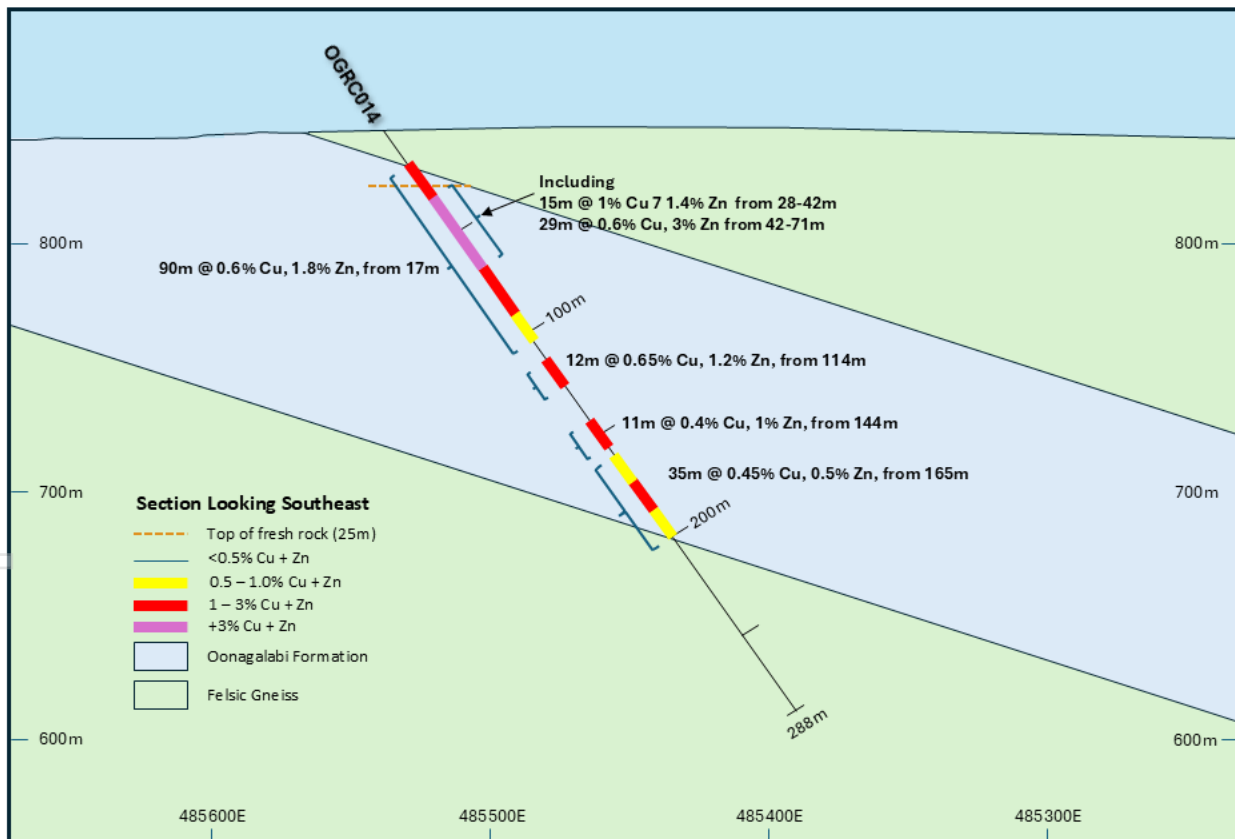 OGRC014
Including
15m @ 1% Cu 7 1.4% Zn from 28-42m
29m @ 0.6% Cu, 3% Zn from 42-71m
800m
800m
90m @ 0.6% Cu, 1.8% Zn, from 17m
100m
12m @ 0.65% Cu, 1.2% Zn, from 114m
11m @ 0.4% Cu, 1% Zn, from 144m
35m @ 0.45% Cu, 0.5% Zn, from 165m
700m
700m
200m
Section Looking Southeast
Top of fresh rock (25m)
<0.5% Cu + Zn
0.5 – 1.0% Cu + Zn
1 – 3% Cu + Zn
+3% Cu + Zn
Oonagalabi Formation
Felsic Gneiss
288m
600m
600m
485600E
485500E
485400E
485300E